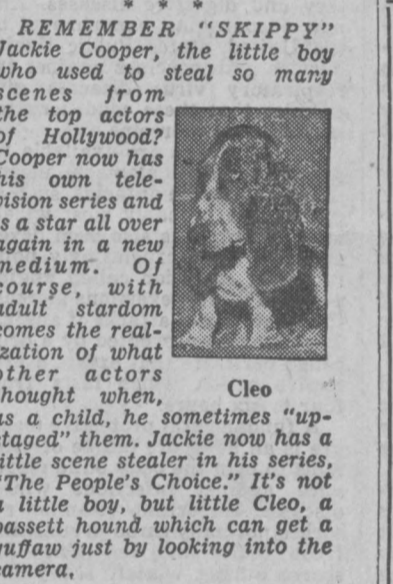 * * *
REMEMBER "SKIPPY"
Jackie Cooper, the little boy
who used to steal so many
scenes from
the top actors
of Hollywood?
Cooper now has
his own tele-
vision series and
is a star all over
again in a new
medium. Of
course, with
adult stardom
comes the real-
ization of what
other actors
thought when,
as a child, he sometimes "up-
staged" them. Jackie now has a
little scene stealer in his series,
"The People's Choice." It's not
a little boy, but little Cleo, a
bassett hound which can get a
guffaw just by looking into the
camera.
Cleo